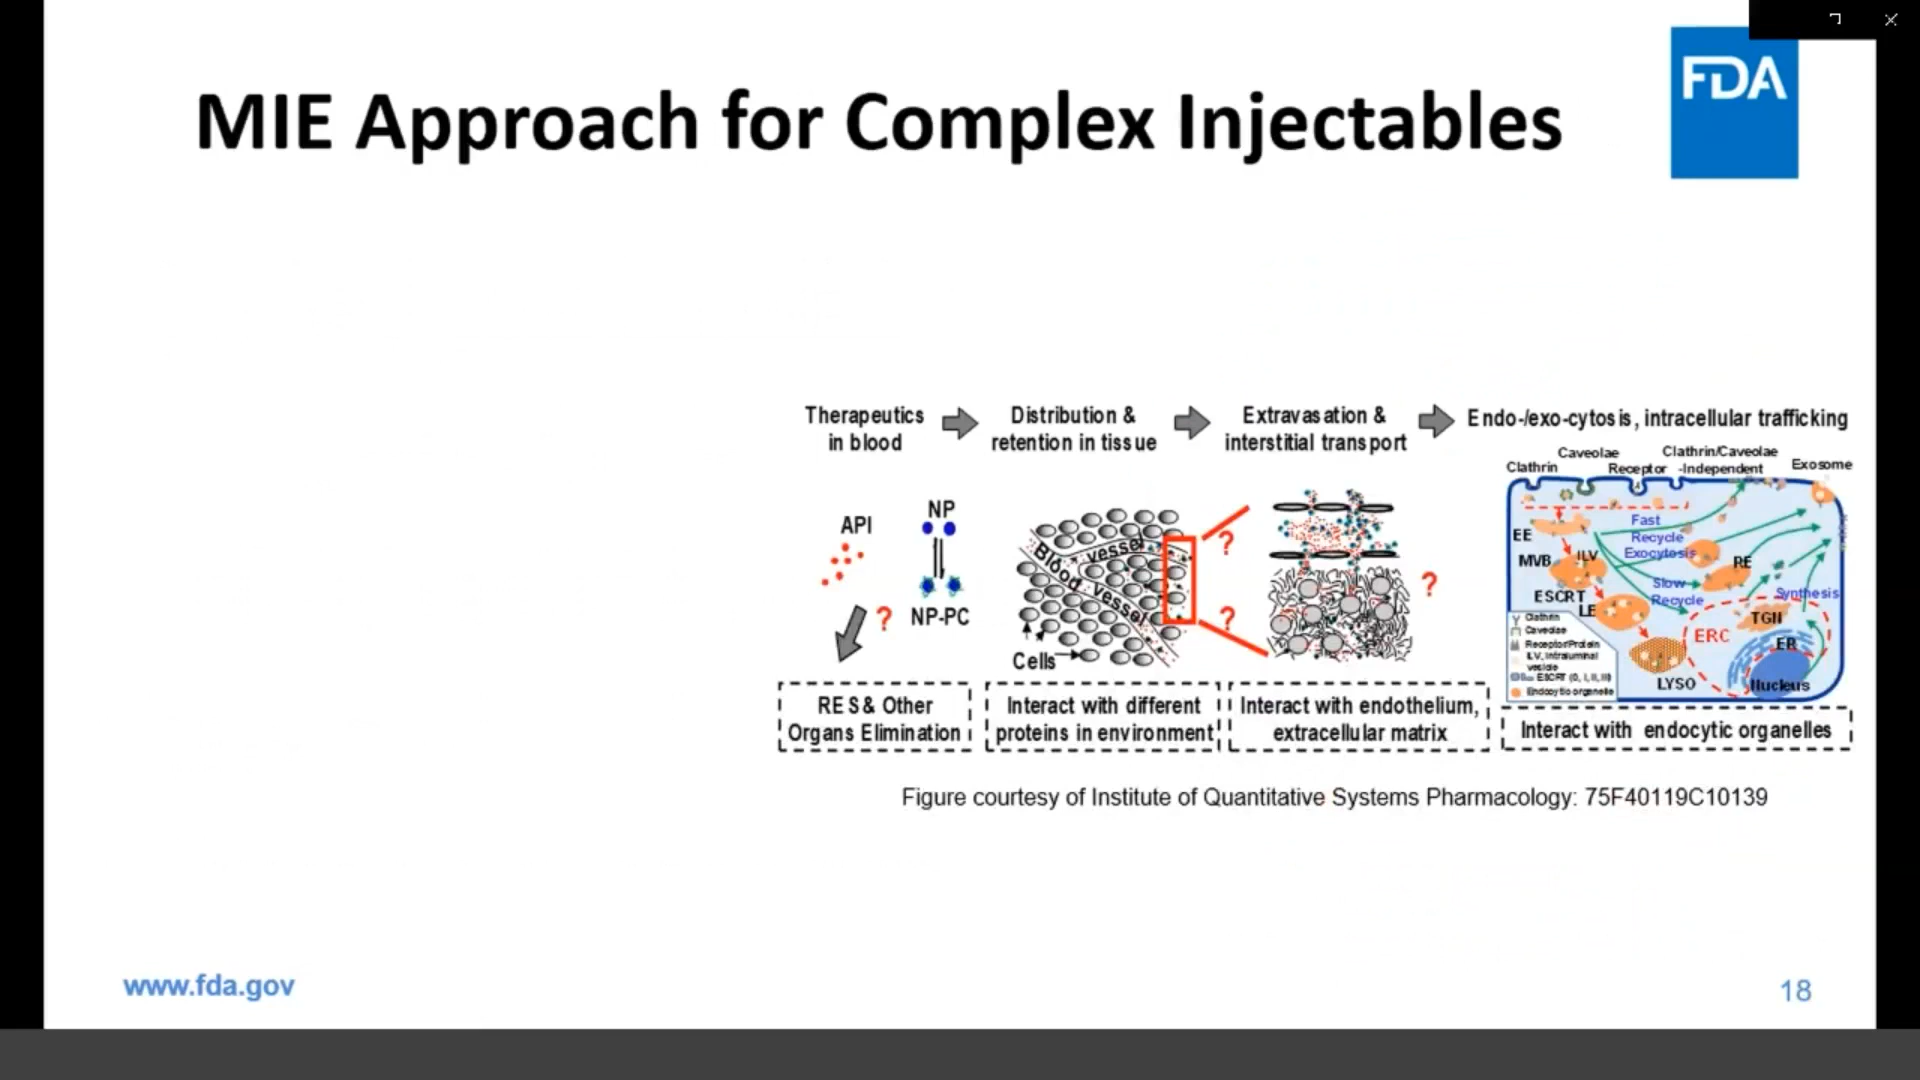 FDA
MIE Approach for Complex Injectables
Therapeutics
in blood
Distribution &
retention in tissue
Extravasation &
interstitial transport
Endo-/exo-cytosis, intracellular trafficking
API
NP
NP-PC
?
Blood vessel
vessel
Cells
?
?
?
Clathrin
Caveolae
Receptor
Clathrin/Caveolae
-Independent
Exosome
EE
MVB
ILV
ESCRT
LE
LYSO
Fast
Recycle
Exocytosis
Slow
Recycle
RE
Synthesis
TGN
ERC
ER
Nucleus
Clathrin
Caveolae
Receptor/Protein
ILV, Intraluminal
vesicle
ESCRT (0, I, II, III)
Endocytic organelle
RES & Other
Organs Elimination
Interact with different
proteins in environment
Interact with endothelium,
extracellular matrix
Interact with endocytic organelles
Figure courtesy of Institute of Quantitative Systems Pharmacology: 75F40119C10139
www.fda.gov
18